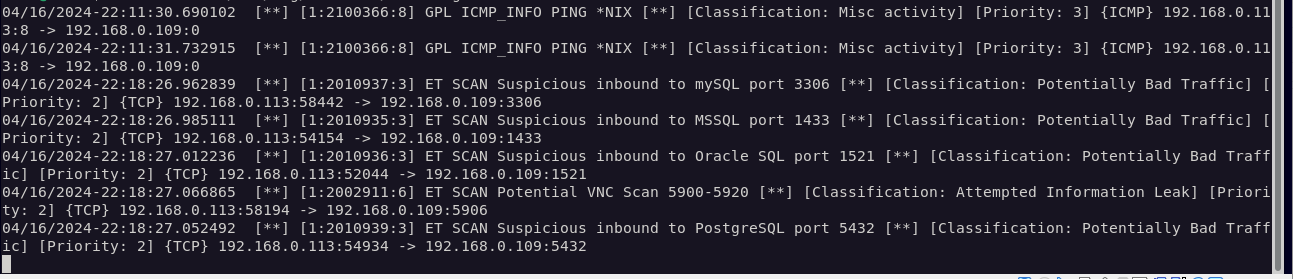 04/16/2024-22:11:30.690102  [**] [1:2100366:8] GPL ICMP_INFO PING *NIX [**] [Classification: Misc activity] [Priority: 3] {ICMP} 192.168.0.11
3:8 -> 192.168.0.109:0
04/16/2024-22:11:31.732915  [**] [1:2100366:8] GPL ICMP_INFO PING *NIX [**] [Classification: Misc activity] [Priority: 3] {ICMP} 192.168.0.11
3:8 -> 192.168.0.109:0
04/16/2024-22:18:26.962839  [**] [1:2010937:3] ET SCAN Suspicious inbound to mySQL port 3306 [**] [Classification: Potentially Bad Traffic] [
Priority: 2] {TCP} 192.168.0.113:58442 -> 192.168.0.109:3306
04/16/2024-22:18:26.985111  [**] [1:2010935:3] ET SCAN Suspicious inbound to MSSQL port 1433 [**] [Classification: Potentially Bad Traffic] [
Priority: 2] {TCP} 192.168.0.113:54154 -> 192.168.0.109:1433
04/16/2024-22:18:27.012236  [**] [1:2010936:3] ET SCAN Suspicious inbound to Oracle SQL port 1521 [**] [Classification: Potentially Bad Traff
ic] [Priority: 2] {TCP} 192.168.0.113:52044 -> 192.168.0.109:1521
04/16/2024-22:18:27.066865  [**] [1:2002911:6] ET SCAN Potential VNC Scan 5900-5920 [**] [Classification: Attempted Information Leak] [Priori
ty: 2] {TCP} 192.168.0.113:58194 -> 192.168.0.109:5906
04/16/2024-22:18:27.052492  [**] [1:2010939:3] ET SCAN Suspicious inbound to PostgreSQL port 5432 [**] [Classification: Potentially Bad Traff
ic] [Priority: 2] {TCP} 192.168.0.113:54934 -> 192.168.0.109:5432